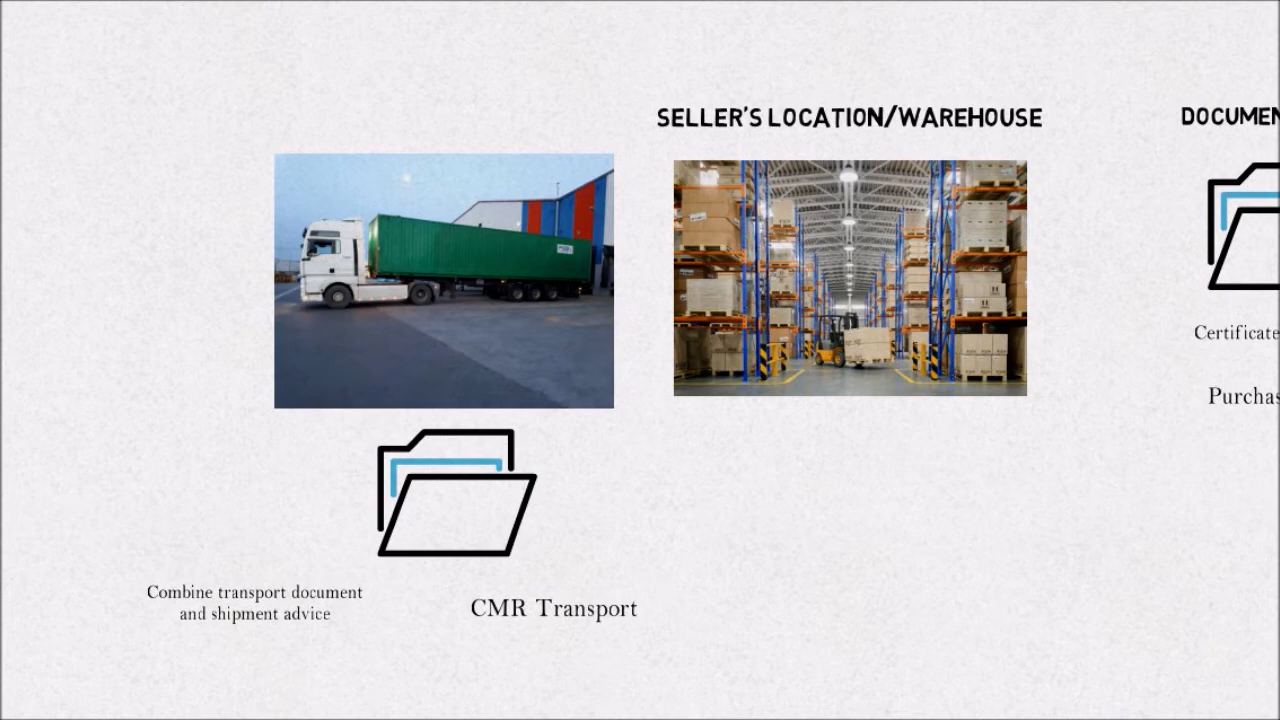 SELLER'S LOCATION/WAREHOUSE
Combine transport document
and shipment advice
CMR Transport